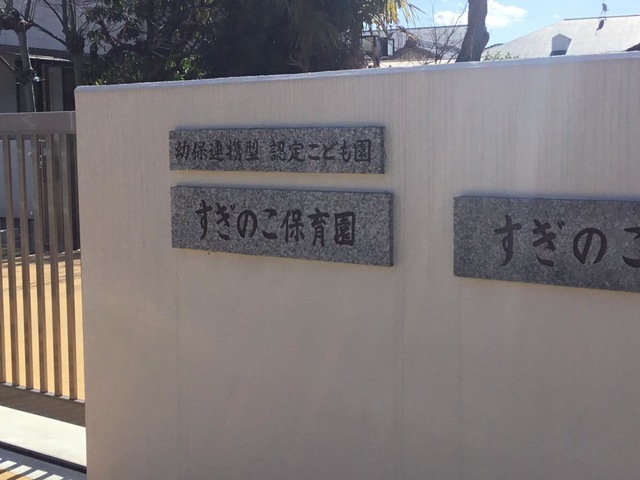 幼保連携型 認定こども園
すぎのこ保育園
すぎのこ